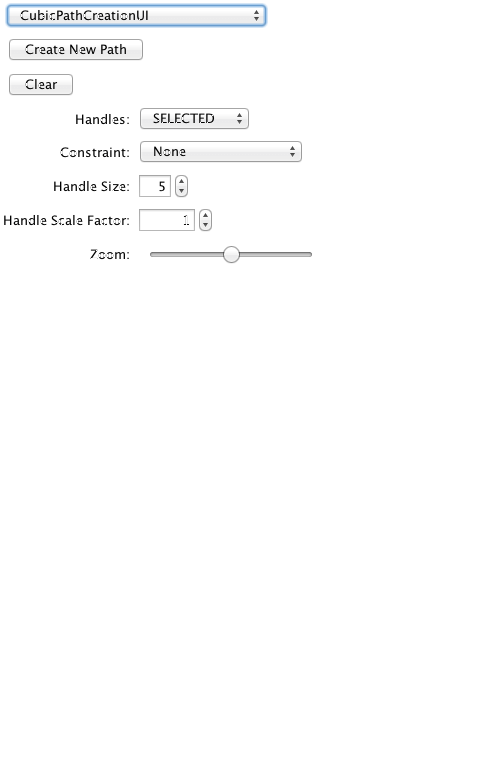 CubicPathCreationUI
Create New Path
Clear
Handles: SELECTED
Constraint: None
Handle Size: 5
Handle Scale Factor: 1
Zoom: